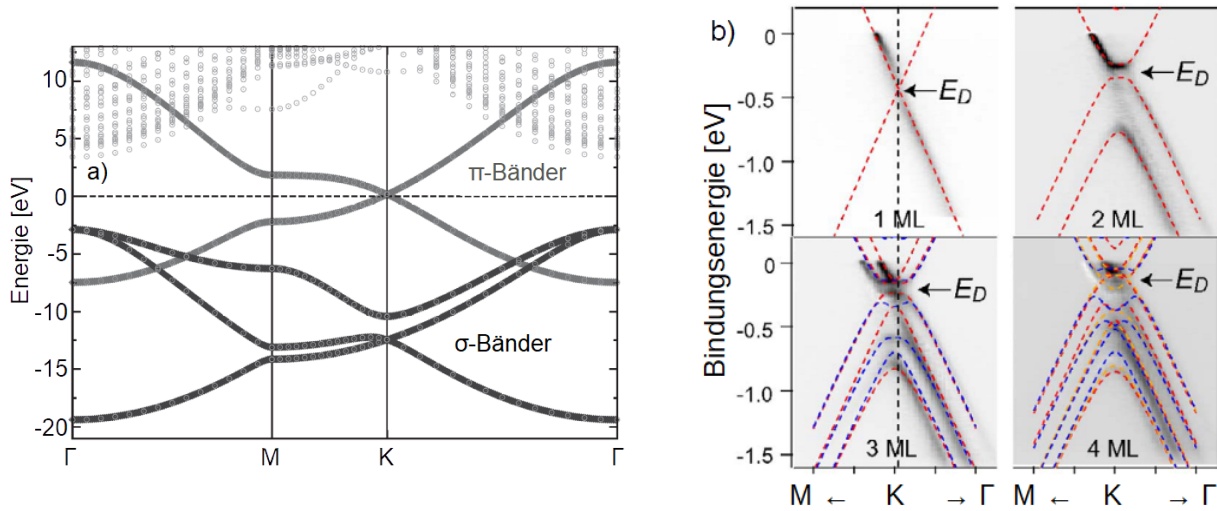 10
5
0
-5
-10
-15
-20
Energie [eV]
a)
π-Bänder
σ-Bänder
Γ
M
K
Γ
b)
Bindungsenergie [eV]
0
-0.5
-1.0
-1.5
E_D
1 ML
E_D
2 ML
0
-0.5
-1.0
-1.5
E_D
3 ML
E_D
4 ML
M ← K → Γ
M ← K → Γ